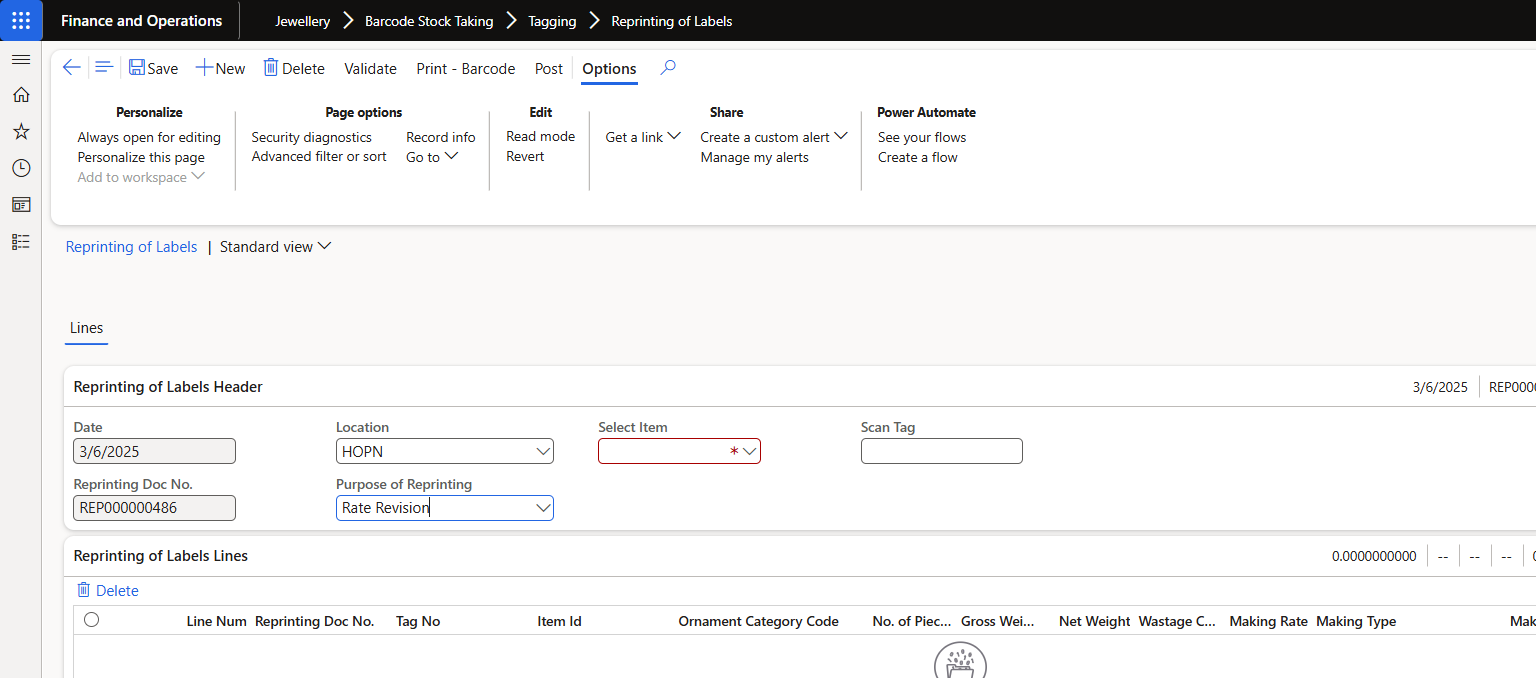 Finance and Operations
Jewellery > Barcode Stock Taking > Tagging > Reprinting of Labels
Save New Delete Validate Print - Barcode Post Options
Personalize
Always open for editing
Personalize this page
Add to workspace
Page options
Security diagnostics Record info
Advanced filter or sort Go to
Edit
Read mode
Revert
Share
Get a link Create a custom alert
Manage my alerts
Power Automate
See your flows
Create a flow
Reprinting of Labels | Standard view
Lines
Reprinting of Labels Header 3/6/2025
Date Location Select Item Scan Tag
3/6/2025 HOPN *
Reprinting Doc No. Purpose of Reprinting
REP000000486 Rate Revision
Reprinting of Labels Lines 0.0000000000 -- -- --
Delete
Line Num Reprinting Doc No. Tag No Item Id Ornament Category Code No. of Piec... Gross Wei... Net Weight Wastage C... Making Rate Making Type